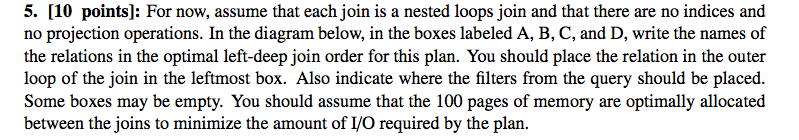 5. [10 points]: For now, assume that each join is a nested loops join and that there are no indices and
no projection operations. In the diagram below, in the boxes labeled A, B, C, and D, write the names of
the relations in the optimal left-deep join order for this plan. You should place the relation in the outer
loop of the join in the leftmost box. Also indicate where the filters from the query should be placed.
Some boxes may be empty. You should assume that the 100 pages of memory are optimally allocated
between the joins to minimize the amount of I/O required by the plan.